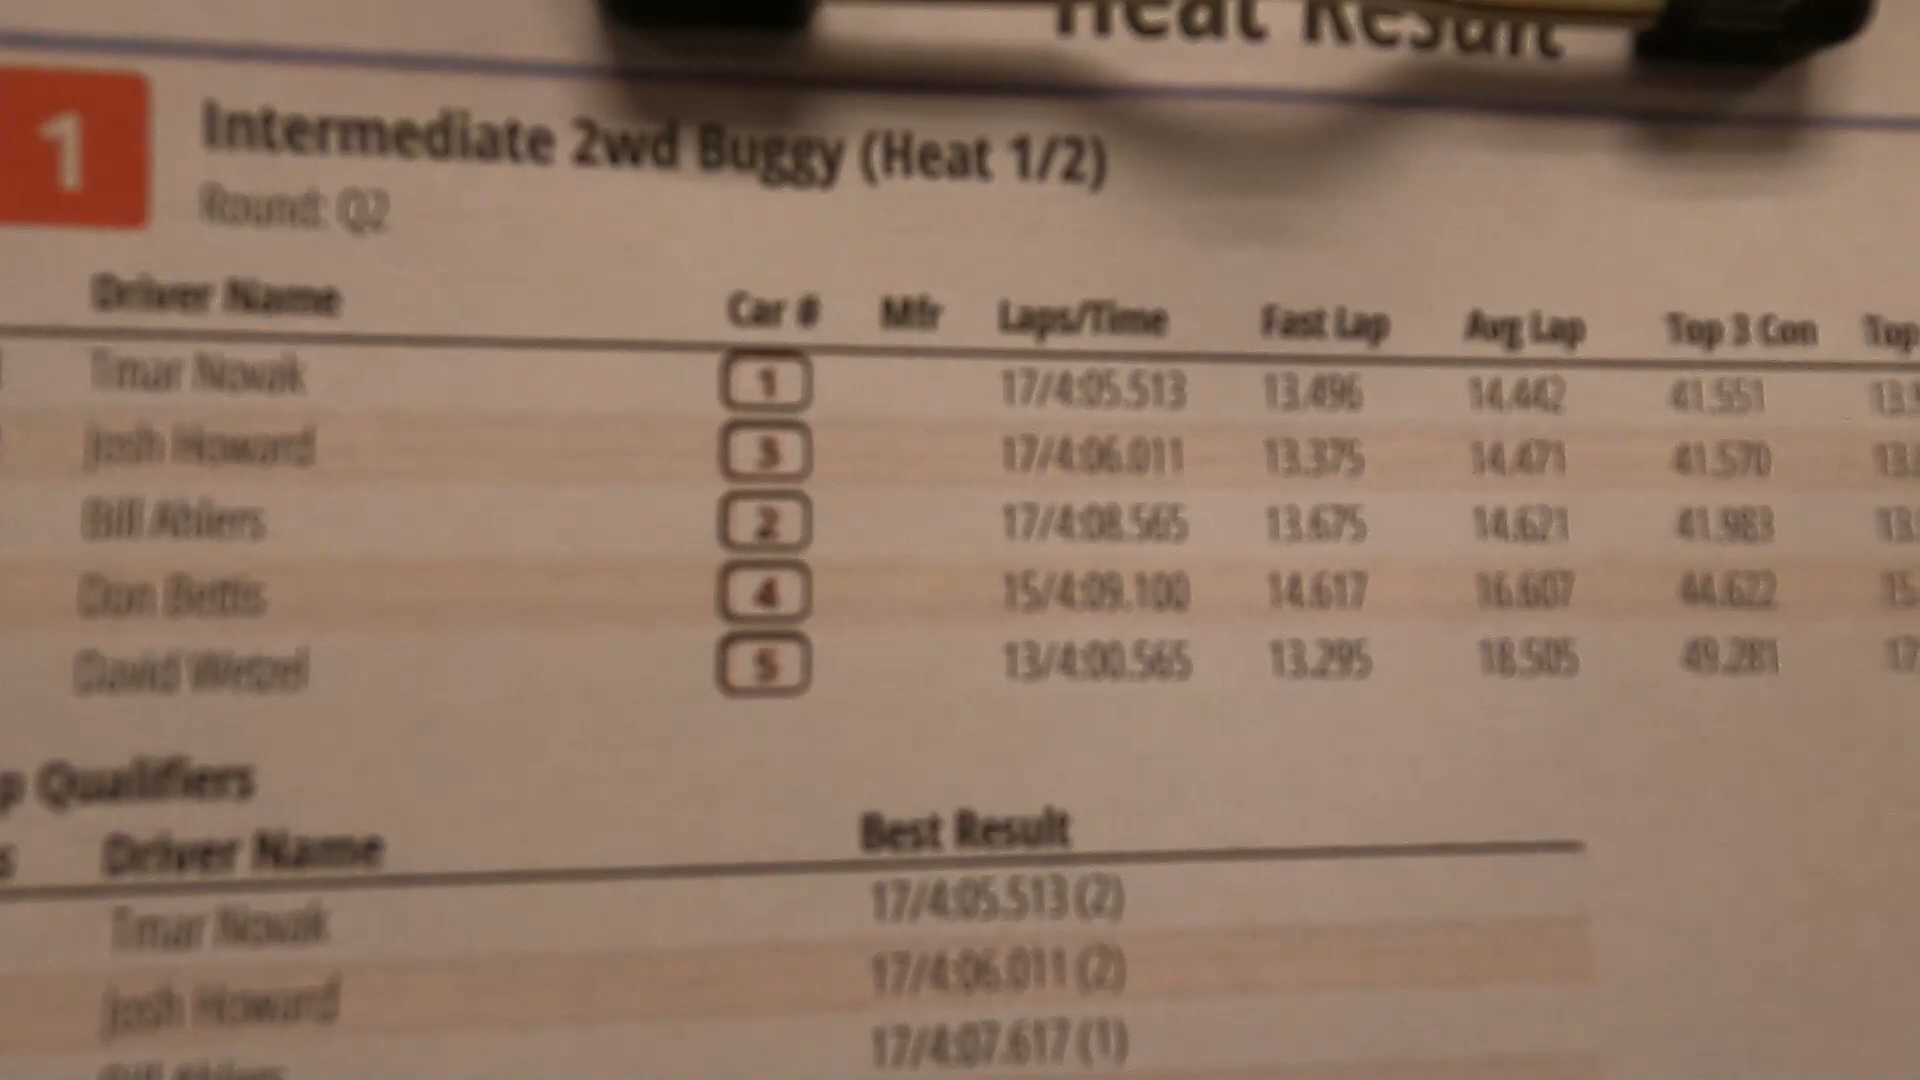 Heat Result
1
Intermediate 2wd Buggy (Heat 1/2)
Round: Q2
Driver Name Car # Mfr Laps/Time Fast Lap Avg Lap Top 3 Con Top
Timar Novak 1 17/4:05.513 13.496 14.442 41.551
Josh Howard 3 17/4:06.011 13.375 14.471 41.570
Bill Ahlers 2 17/4:08.565 13.675 14.621 41.983
Don Bettis 4 15/4:09.100 14.617 16.607 44.622
David Wetzel 5 13/4:00.565 13.295 18.505 49.281
p Qualifiers
s Driver Name Best Result
Timar Novak 17/4:05.513 (2)
Josh Howard 17/4:06.011 (2)
Bill Ahlers 17/4:07.617 (1)